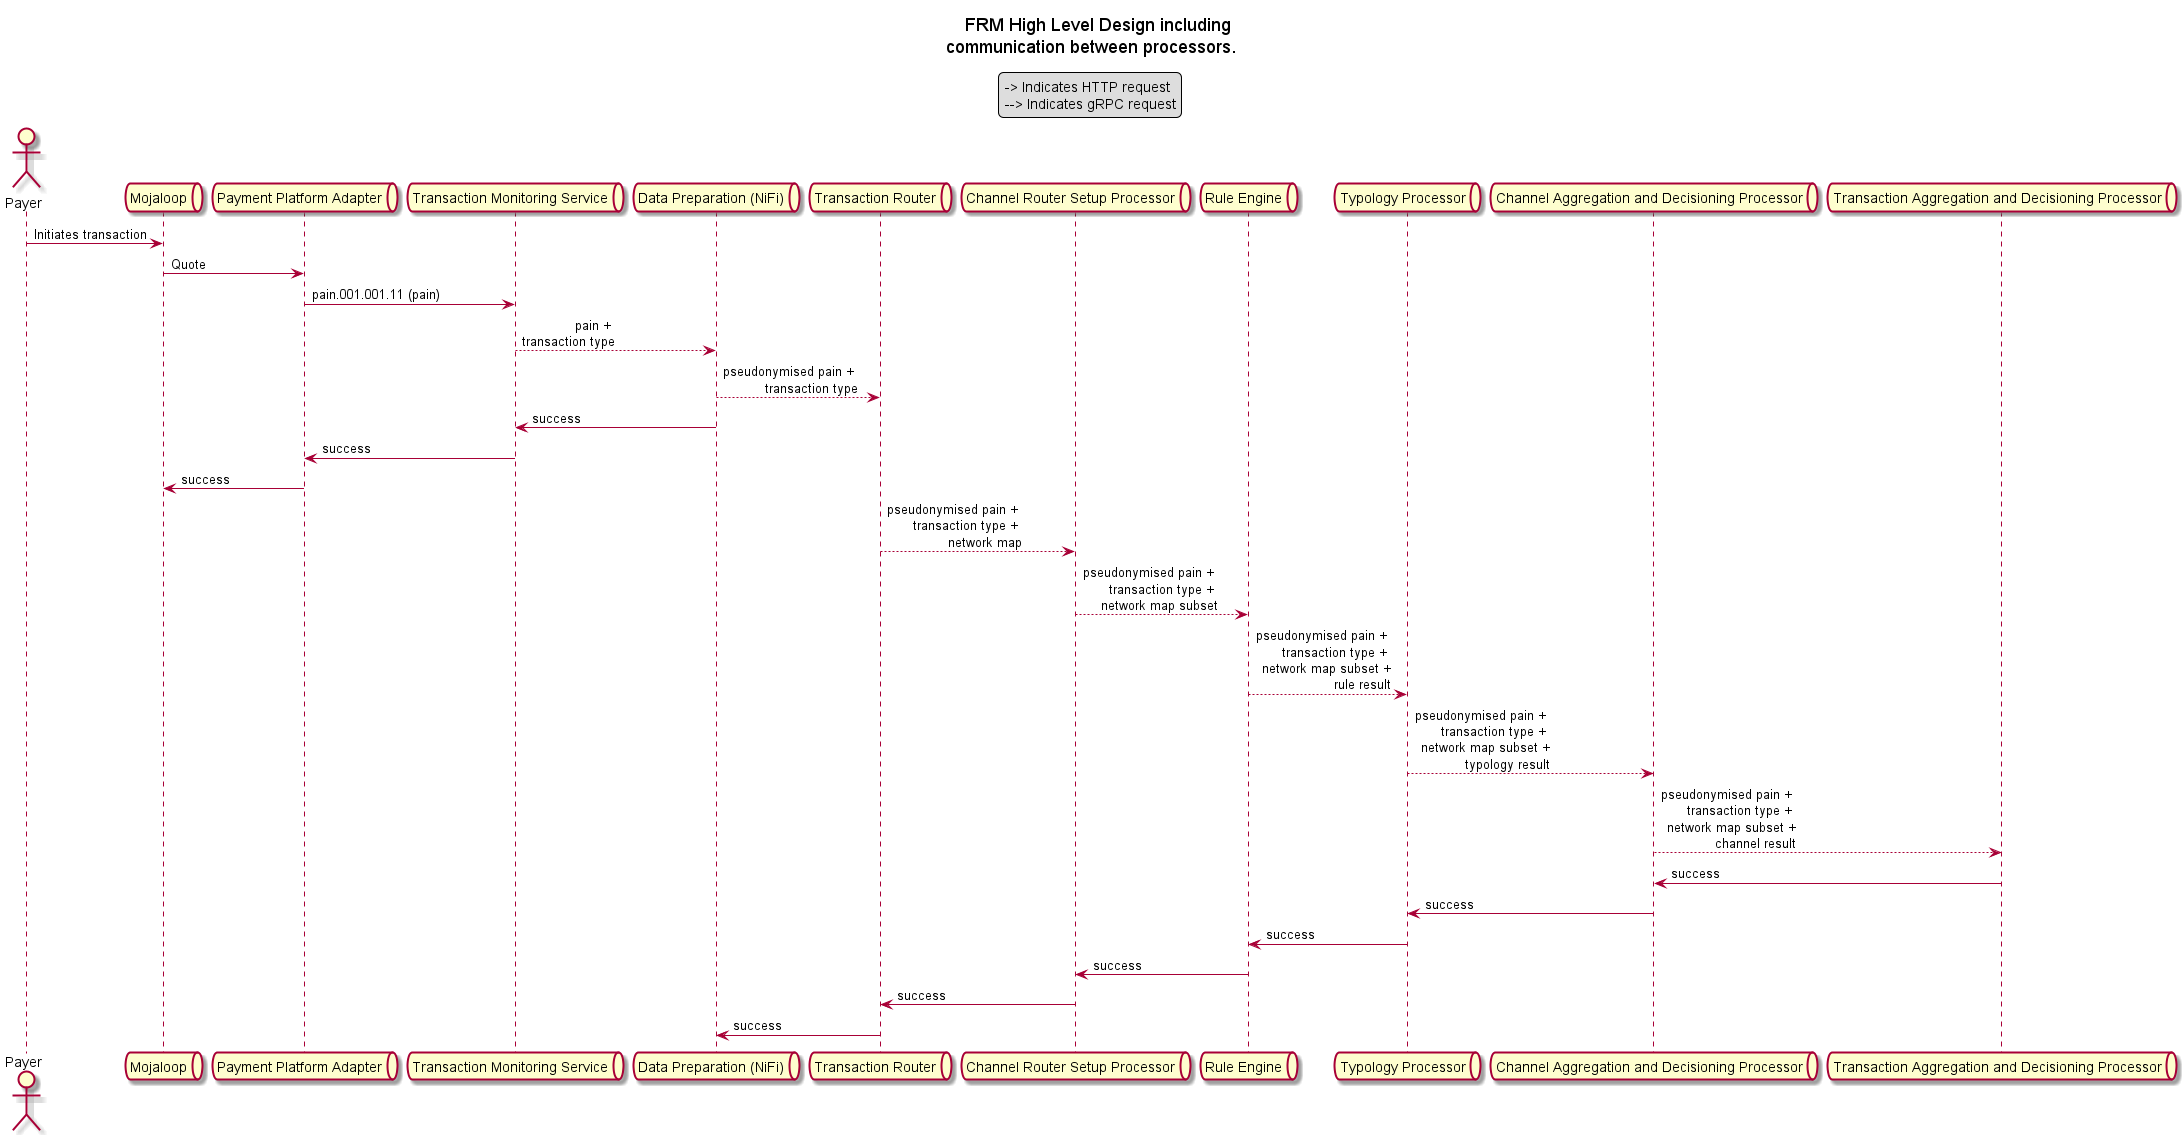 FRM High Level Design including
communication between processors.
-> Indicates HTTP request
--> Indicates gRPC request
Payer
Mojaloop
Payment Platform Adapter
Transaction Monitoring Service
Data Preparation (NiFi)
Transaction Router
Channel Router Setup Processor
Rule Engine
Typology Processor
Channel Aggregation and Decisioning Processor
Transaction Aggregation and Decisioning Processor
Initiates transaction
Quote
pain.001.001.11 (pain)
pain +
transaction type
pseudonymised pain +
transaction type
success
success
success
pseudonymised pain +
transaction type +
network map
pseudonymised pain +
transaction type +
network map subset
pseudonymised pain +
transaction type +
network map subset +
rule result
pseudonymised pain +
transaction type +
network map subset +
typology result
pseudonymised pain +
transaction type +
network map subset +
channel result
success
success
success
success
success
success
Payer
Mojaloop
Payment Platform Adapter
Transaction Monitoring Service
Data Preparation (NiFi)
Transaction Router
Channel Router Setup Processor
Rule Engine
Typology Processor
Channel Aggregation and Decisioning Processor
Transaction Aggregation and Decisioning Processor